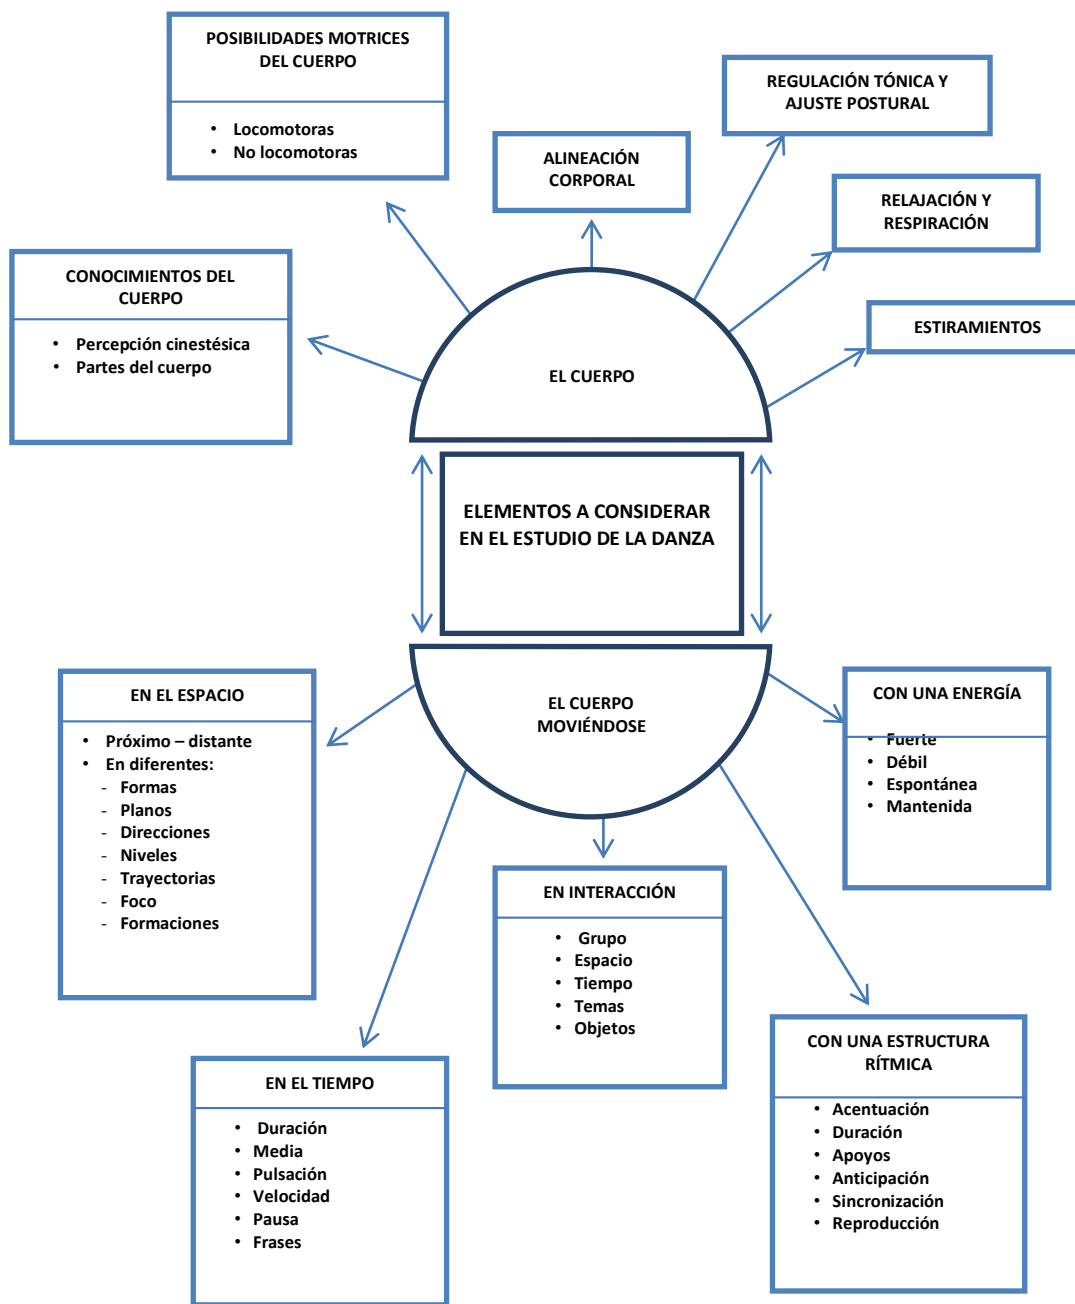 POSIBILIDADES MOTRICES
DEL CUERPO
• Locomotoras
• No locomotoras
REGULACIÓN TÓNICA Y
AJUSTE POSTURAL
ALINEACIÓN
CORPORAL
RELAJACIÓN Y
RESPIRACIÓN
CONOCIMIENTOS DEL
CUERPO
• Percepción cinestésica
• Partes del cuerpo
ESTIRAMIENTOS
EL CUERPO
ELEMENTOS A CONSIDERAR
EN EL ESTUDIO DE LA DANZA
EL CUERPO
MOVIÉNDOSE
EN EL ESPACIO
• Próximo – distante
• En diferentes:
- Formas
- Planos
- Direcciones
- Niveles
- Trayectorias
- Foco
- Formaciones
CON UNA ENERGÍA
• Fuerte
• Débil
• Espontánea
• Mantenida
EN INTERACCIÓN
• Grupo
• Espacio
• Tiempo
• Temas
• Objetos
EN EL TIEMPO
• Duración
• Media
• Pulsación
• Velocidad
• Pausa
• Frases
CON UNA ESTRUCTURA
RÍTMICA
• Acentuación
• Duración
• Apoyos
• Anticipación
• Sincronización
• Reproducción